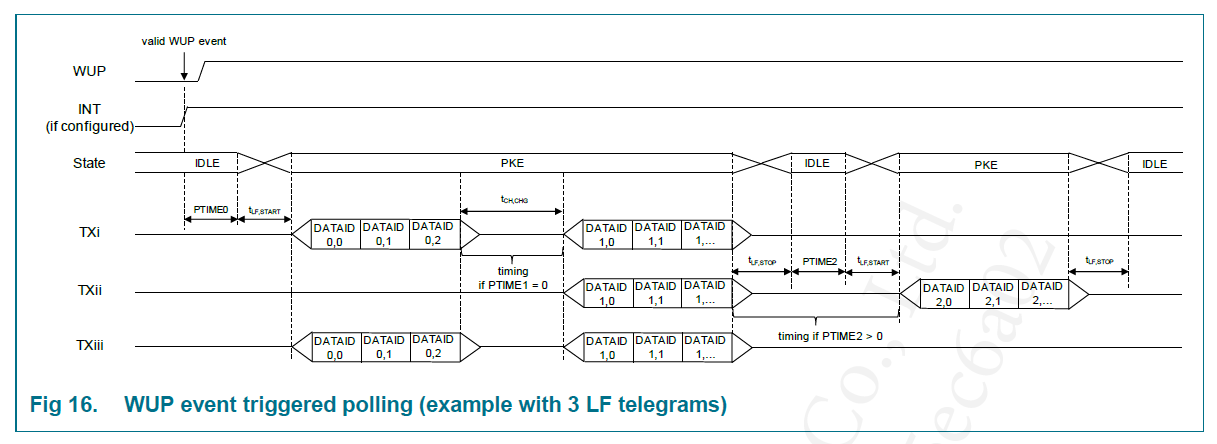 valid WUP event
WUP
INT
(if configured)
State
IDLE
PKE
IDLE
PKE
IDLE
PTIME0
tLF,START
tCH,CHG
TXi
DATAID 0,0
DATAID 0,1
DATAID 0,2
DATAID 1,0
DATAID 1,1
DATAID 1,...
timing
if PTIME1 = 0
tLF,STOP
PTIME2
tLF,START
tLF,STOP
TXii
DATAID 1,0
DATAID 1,1
DATAID 1,...
DATAID 2,0
DATAID 2,1
DATAID 2,...
timing if PTIME2 > 0
TXiii
DATAID 0,0
DATAID 0,1
DATAID 0,2
DATAID 1,0
DATAID 1,1
DATAID 1,...
Fig 16. WUP event triggered polling (example with 3 LF telegrams)
Co., Ltd.
5ec6a02